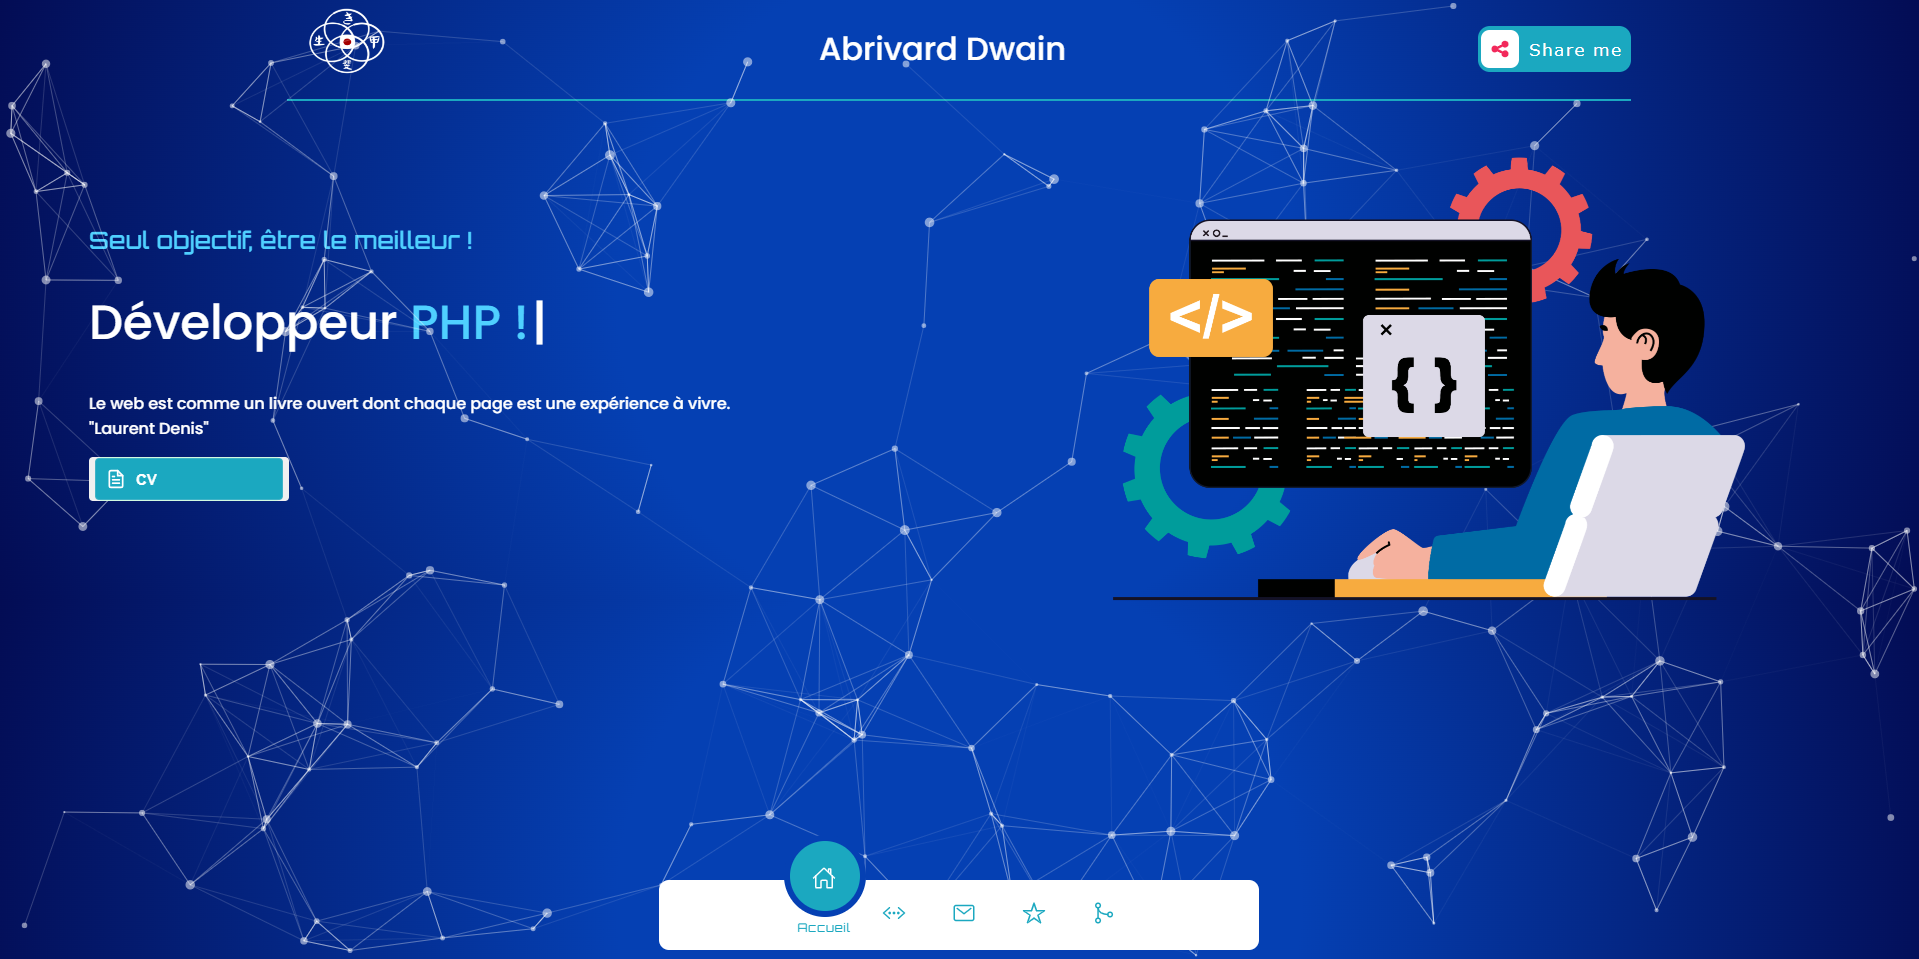 Abrivard Dwain
Share me
Seul objectif, être le meilleur !
Développeur PHP !|
Le web est comme un livre ouvert dont chaque page est une expérience à vivre.
"Laurent Denis"
</>
{ }
CV
Accueil